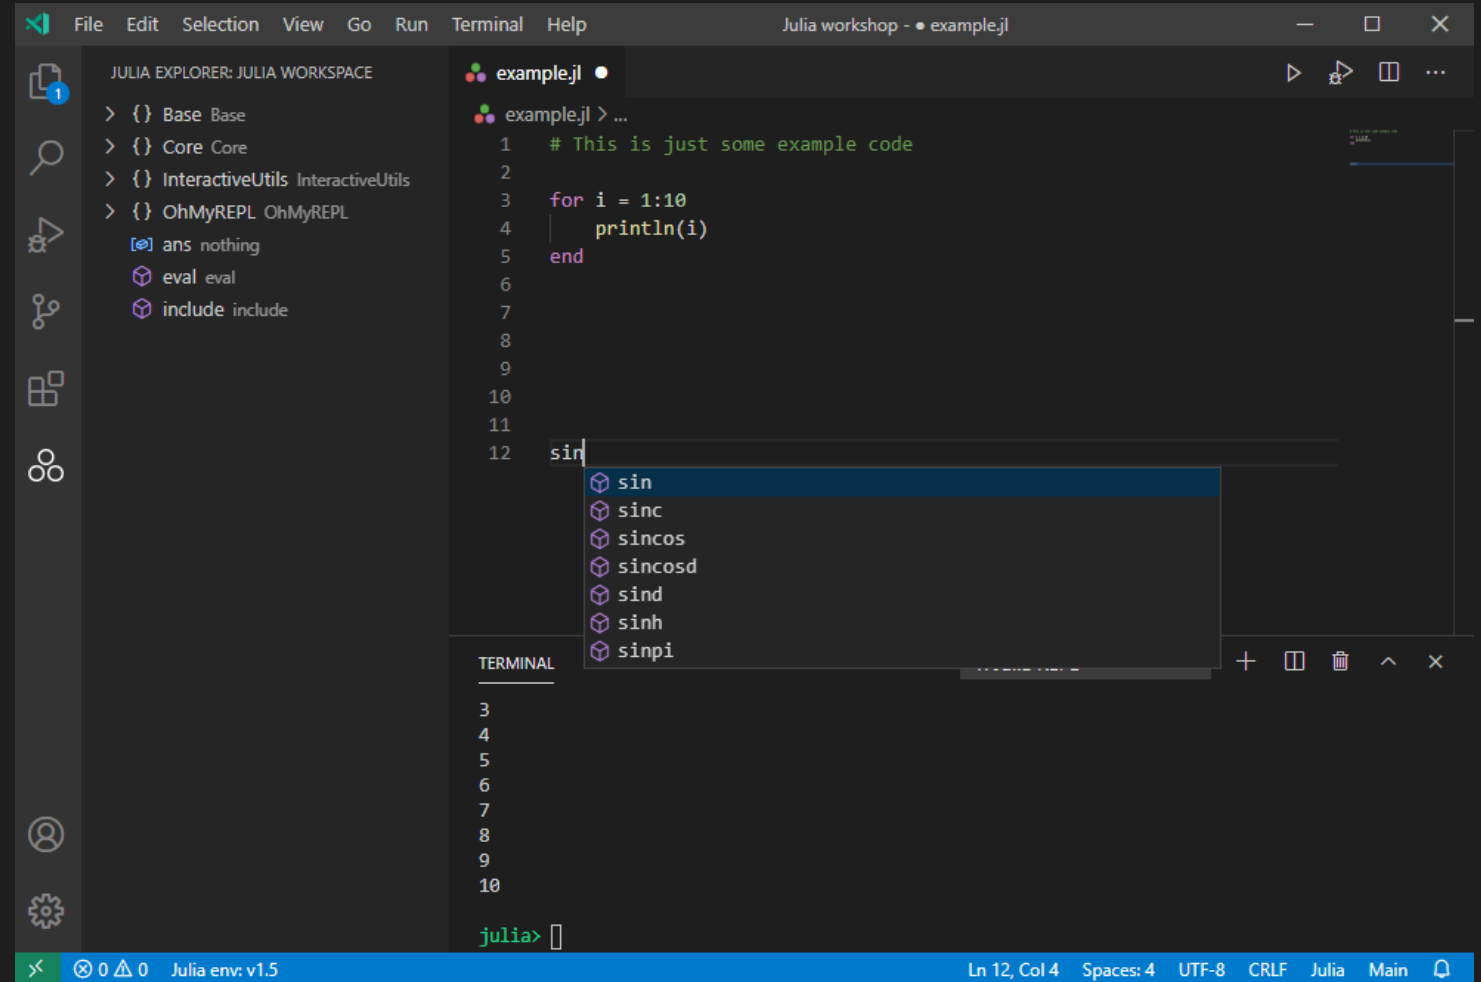 File Edit Selection View Go Run Terminal Help Julia workshop - ● example.jl
JULIA EXPLORER: JULIA WORKSPACE
1
{} Base Base
{} Core Core
{} InteractiveUtils InteractiveUtils
{} OhMyREPL OhMyREPL
ans nothing
eval eval
include include
example.jl ●
example.jl > ...
1 # This is just some example code
2
3 for i = 1:10
4 println(i)
5 end
6
7
8
9
10
11
12 sin
sin
sinc
sincos
sincosd
sind
sinh
sinpi
TERMINAL
3
4
5
6
7
8
9
10
julia>
0 0 Julia env: v1.5 Ln 12, Col 4 Spaces: 4 UTF-8 CRLF Julia Main